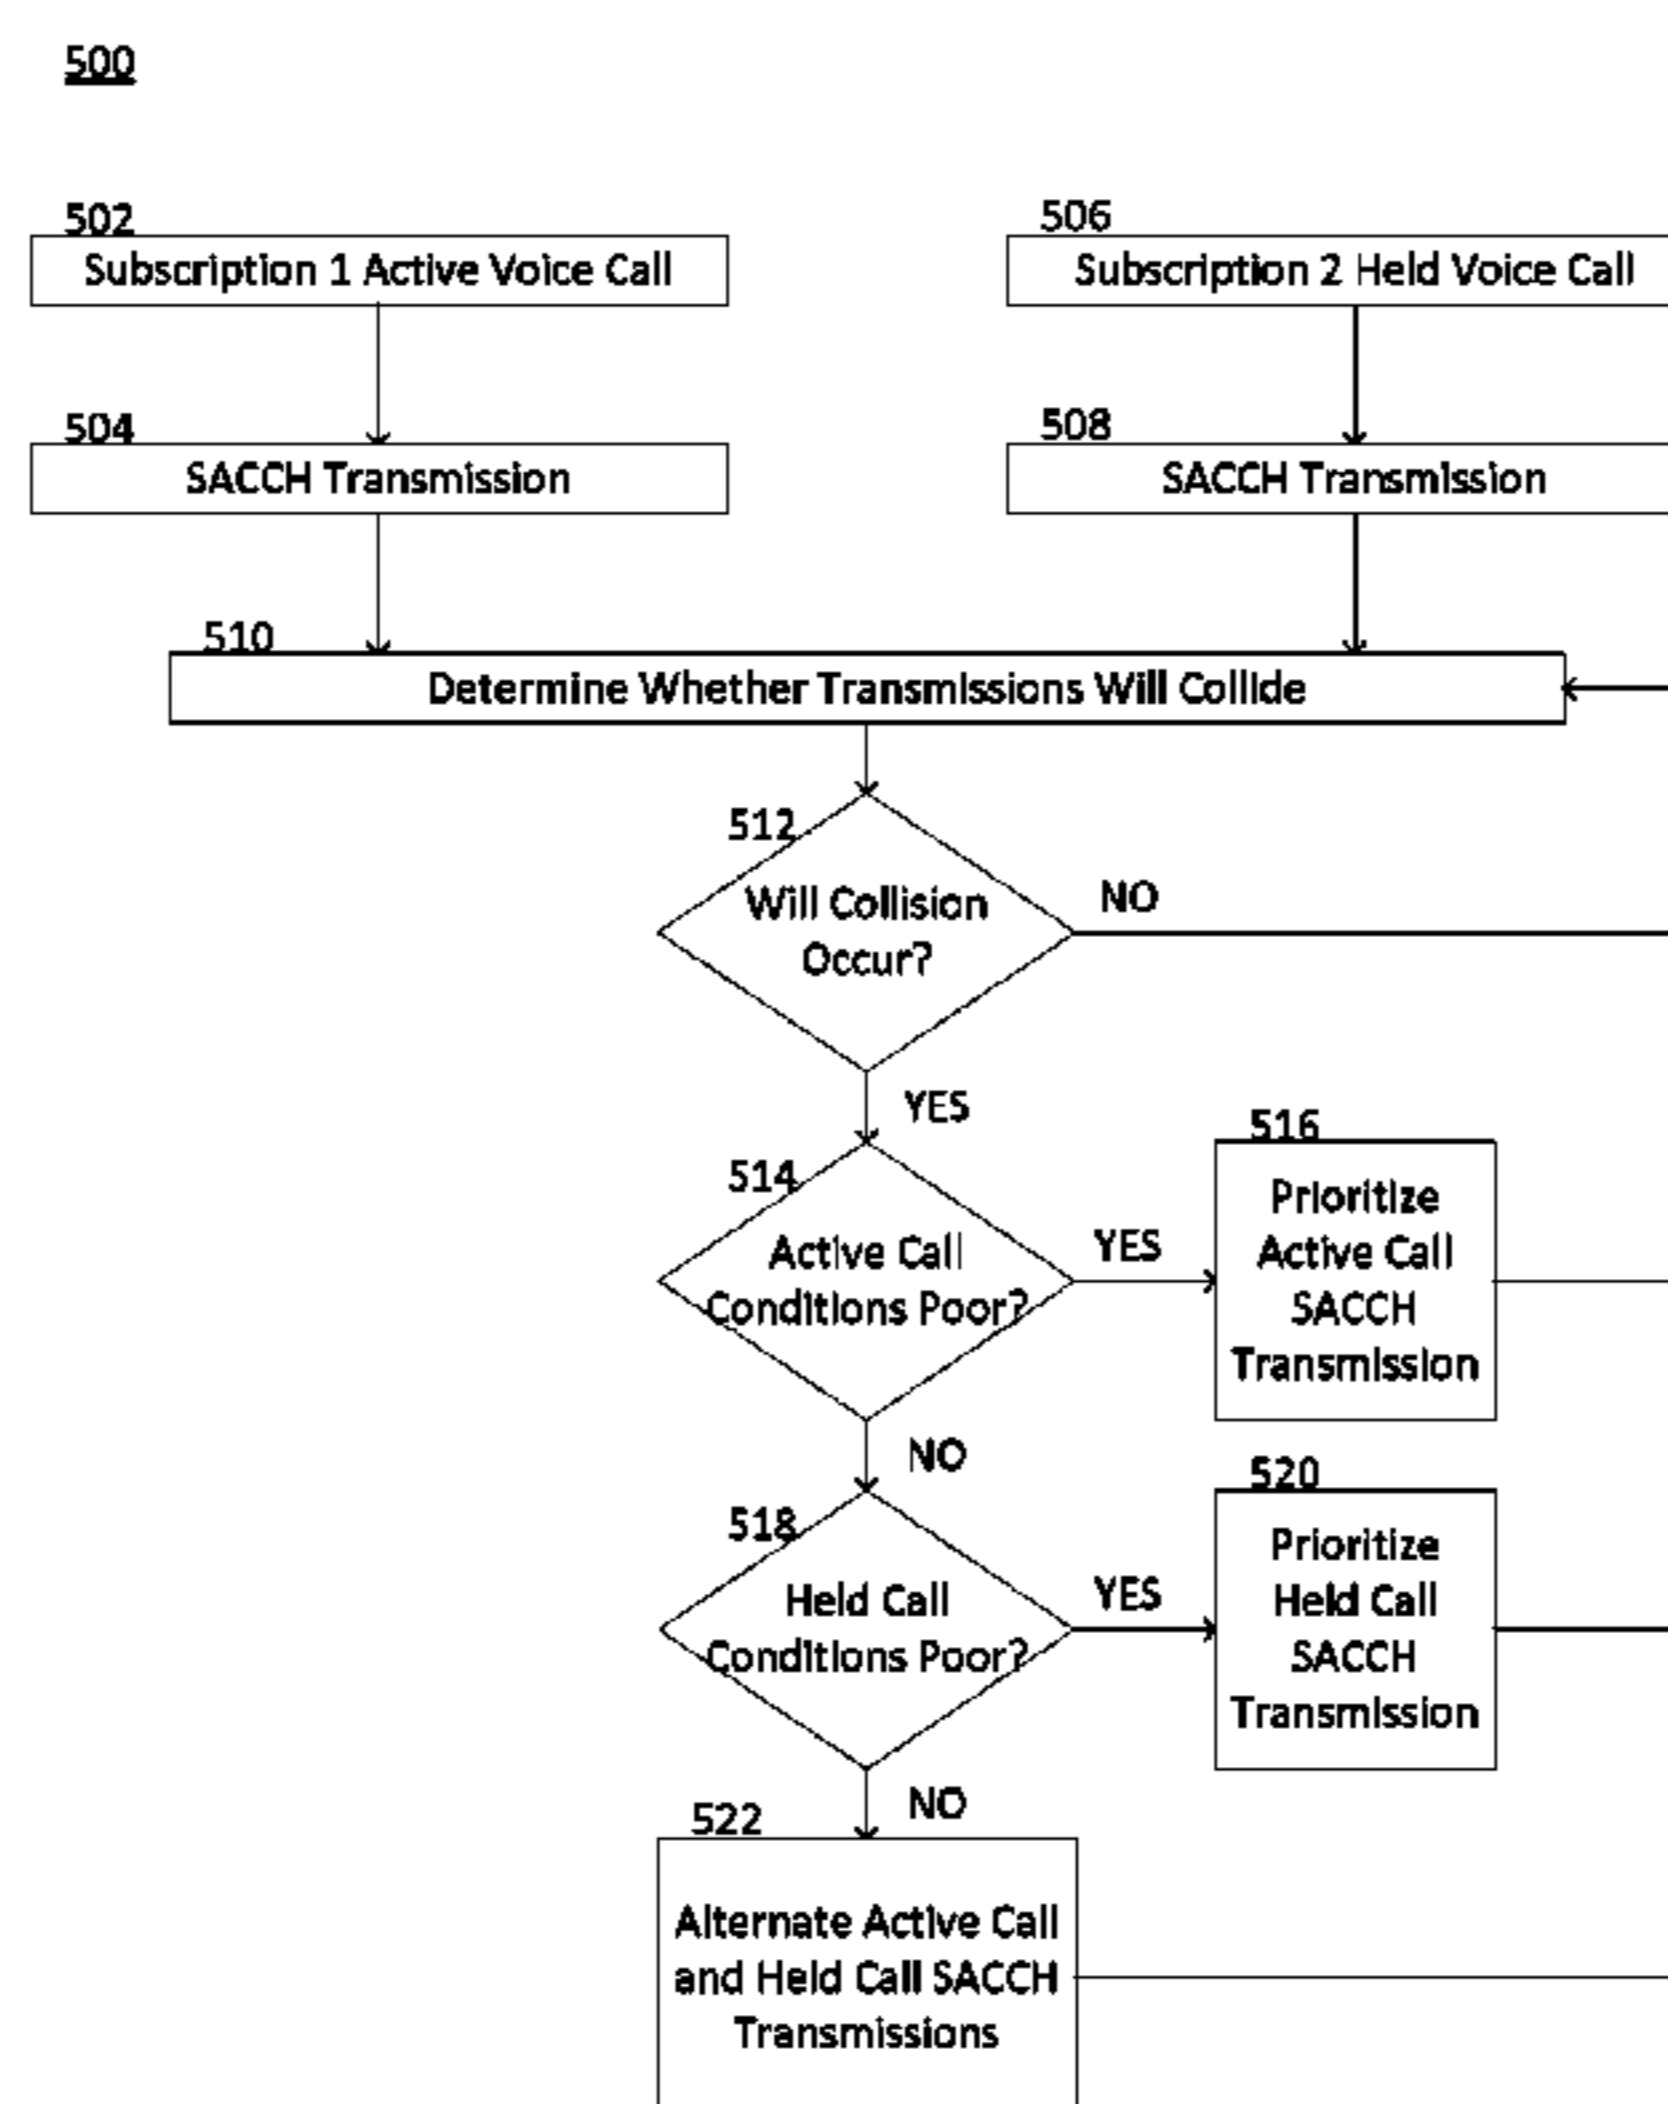 500
502
Subscription 1 Active Voice Call
506
Subscription 2 Held Voice Call
504
SACCH Transmission
508
SACCH Transmission
510
Determine Whether Transmissions Will Collide
512
Will Collision
Occur?
NO
YES
514
Active Call
Conditions Poor?
YES
516
Prioritize
Active Call
SACCH
Transmission
NO
518
Held Call
Conditions Poor?
YES
520
Prioritize
Held Call
SACCH
Transmission
NO
522
Alternate Active Call
and Held Call SACCH
Transmissions